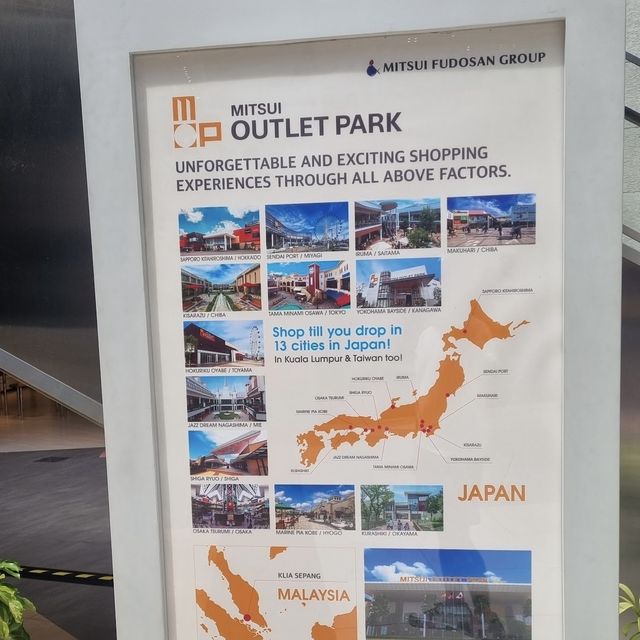 MITSUI FUDOSAN GROUP
MOP
MITSUI
OUTLET PARK
UNFORGETTABLE AND EXCITING SHOPPING
EXPERIENCES THROUGH ALL ABOVE FACTORS.
SAPPORO KITAHIROSHIMA / HOKKAIDO
SENDAI PORT / MIYAGI
IRUMA / SAITAMA
MAKUHARI / CHIBA
KISARAZU / CHIBA
TAMA MINAMI OSAWA / TOKYO
YOKOHAMA BAYSIDE / KANAGAWA
HOKURIKU OYABE / TOYAMA
Shop till you drop in
13 cities in Japan!
In Kuala Lumpur & Taiwan too!
JAZZ DREAM NAGASHIMA / MIE
SHIGA RYUO / SHIGA
OSAKA TSURUMI / OSAKA
MARINE PIA KOBE / HYOGO
KURASHIKI / OKAYAMA
SAPPORO KITAHIROSHIMA
SENDAI PORT
MAKUHARI
HOKURIKU OYABE
IRUMA
SHIGA RYUO
OSAKA TSURUMI
MARINE PIA KOBE
KISARAZU
YOKOHAMA BAYSIDE
JAZZ DREAM NAGASHIMA
TAMA MINAMI OSAWA
KURASHIKI
JAPAN
KLIA SEPANG
MALAYSIA